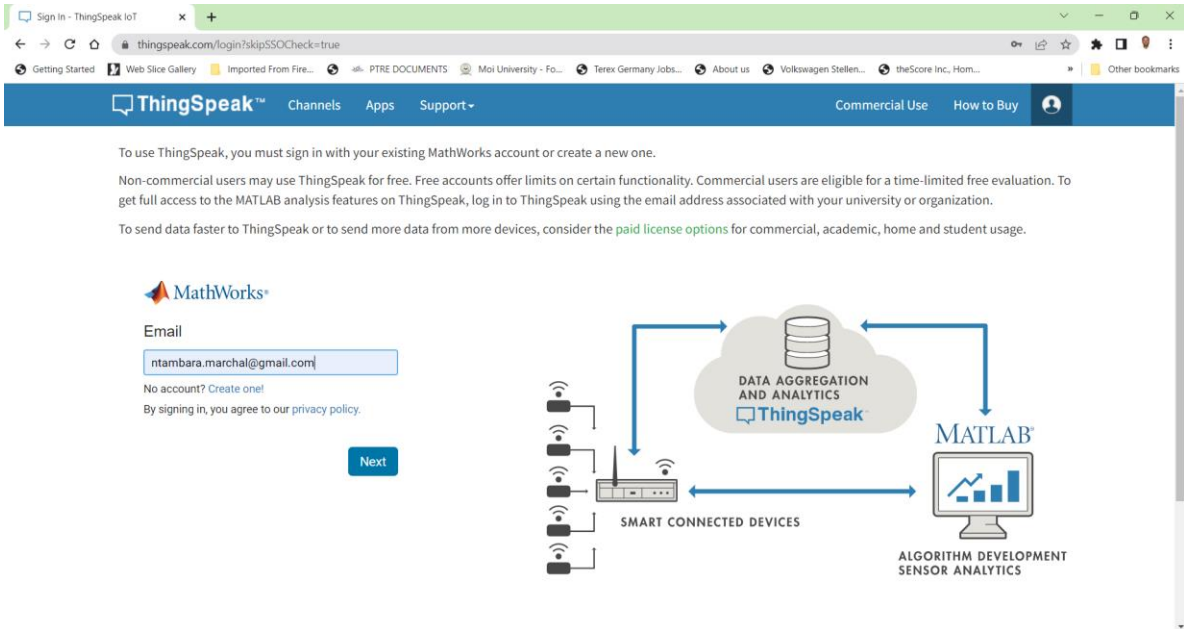 Sign In - ThingSpeak IoT
thingspeak.com/login?skipSSOCheck=true
Getting Started Web Slice Gallery Imported From Fire... PTRE DOCUMENTS Moi University - Fo... Terex Germany Jobs... About us Volkswagen Stellen... theScore Inc., Hom... » Other bookmarks
ThingSpeak™ Channels Apps Support Commercial Use How to Buy
To use ThingSpeak, you must sign in with your existing MathWorks account or create a new one.
Non-commercial users may use ThingSpeak for free. Free accounts offer limits on certain functionality. Commercial users are eligible for a time-limited free evaluation. To
get full access to the MATLAB analysis features on ThingSpeak, log in to ThingSpeak using the email address associated with your university or organization.
To send data faster to ThingSpeak or to send more data from more devices, consider the paid license options for commercial, academic, home and student usage.
MathWorks®
Email
ntambara.marchal@gmail.com
No account? Create one!
By signing in, you agree to our privacy policy.
Next
DATA AGGREGATION
AND ANALYTICS
ThingSpeak
MATLAB®
SMART CONNECTED DEVICES
ALGORITHM DEVELOPMENT
SENSOR ANALYTICS